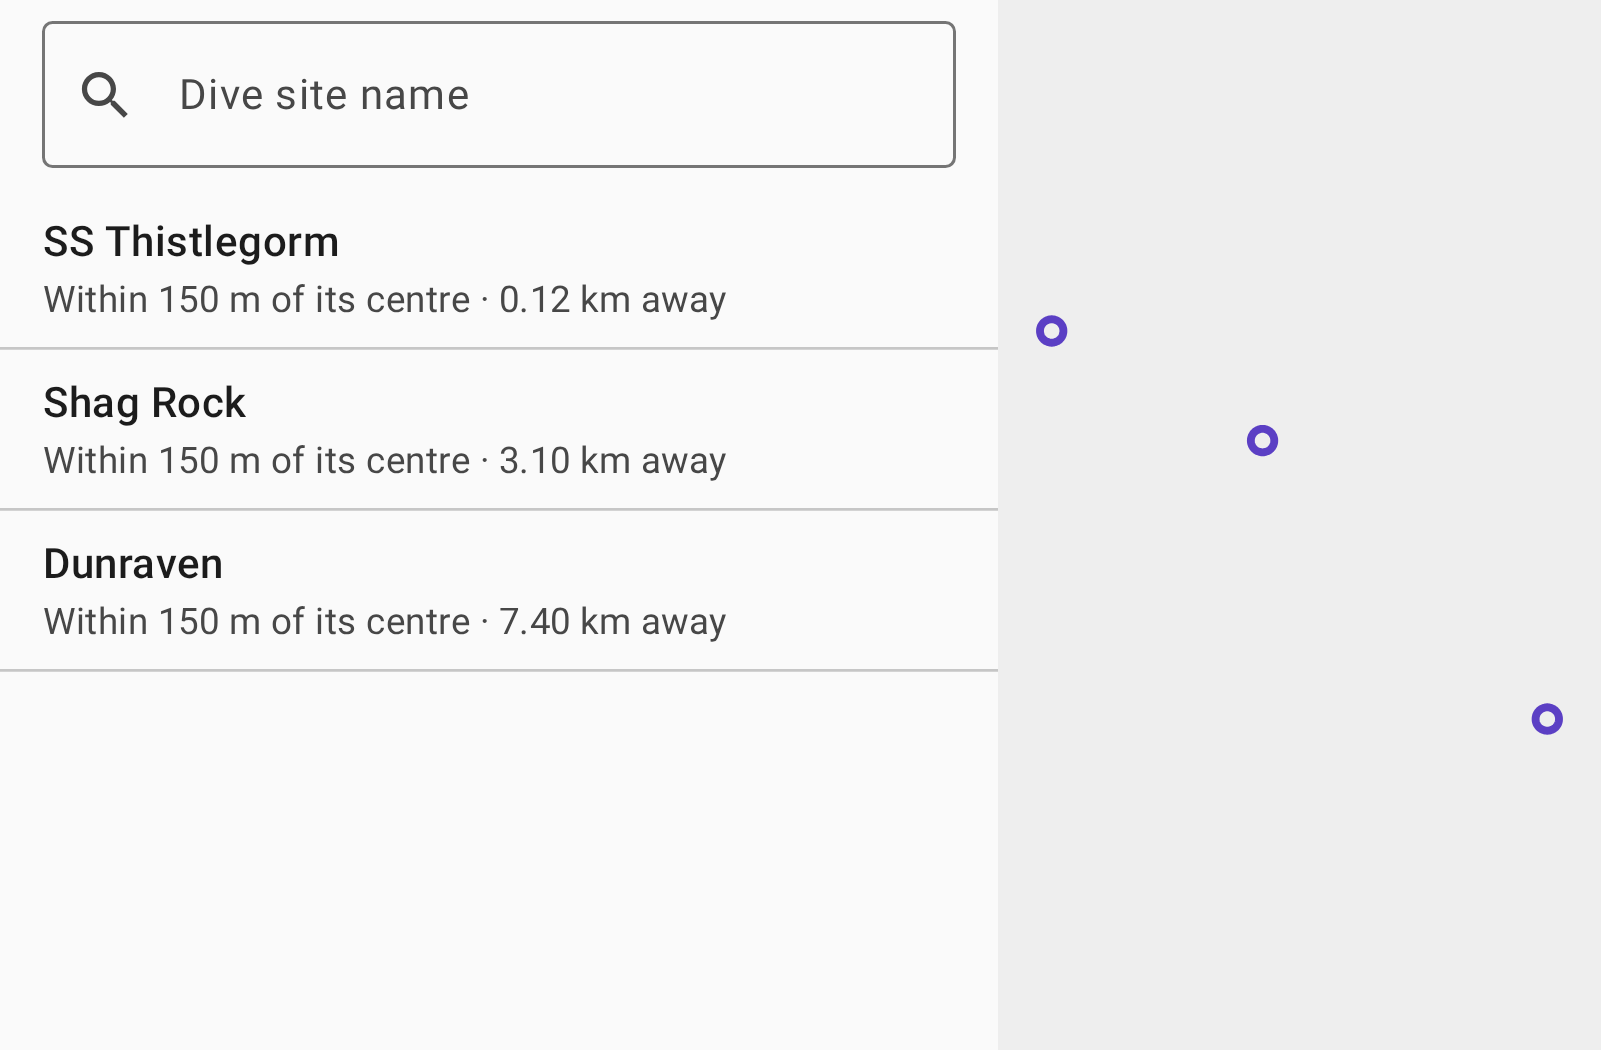 Dive site name
SS Thistlegorm
Within 150 m of its centre · 0.12 km away
Shag Rock
Within 150 m of its centre · 3.10 km away
Dunraven
Within 150 m of its centre · 7.40 km away